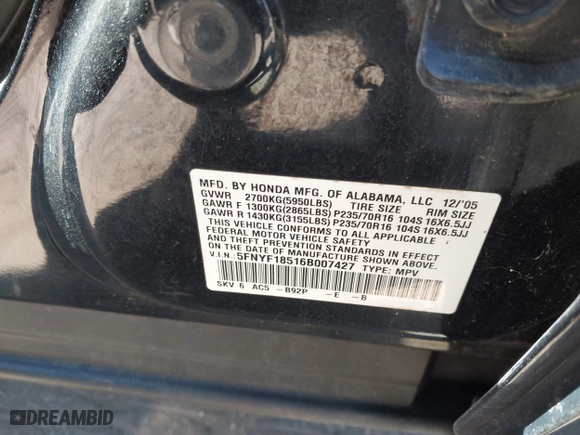 MFD. BY HONDA MFG. OF ALABAMA, LLC 12/'05
GVWR 2700KG(5950LBS) TIRE SIZE RIM SIZE
GAWR F 1300KG(2865LBS) P235/70R16 104S 16X6.5JJ
GAWR R 1430KG(3155LBS) P235/70R16 104S 16X6.5JJ
THIS VEHICLE CONFORMS TO ALL APPLICABLE
FEDERAL MOTOR VEHICLE SAFETY STANDARDS
IN EFFECT ON THE DATE OF MANUFACTURE SHOWN ABOVE.
V.I.N.:5FNYF18516B007427 TYPE: MPV
SKV 6 AC5 -B92P -E -B
DREAMBID